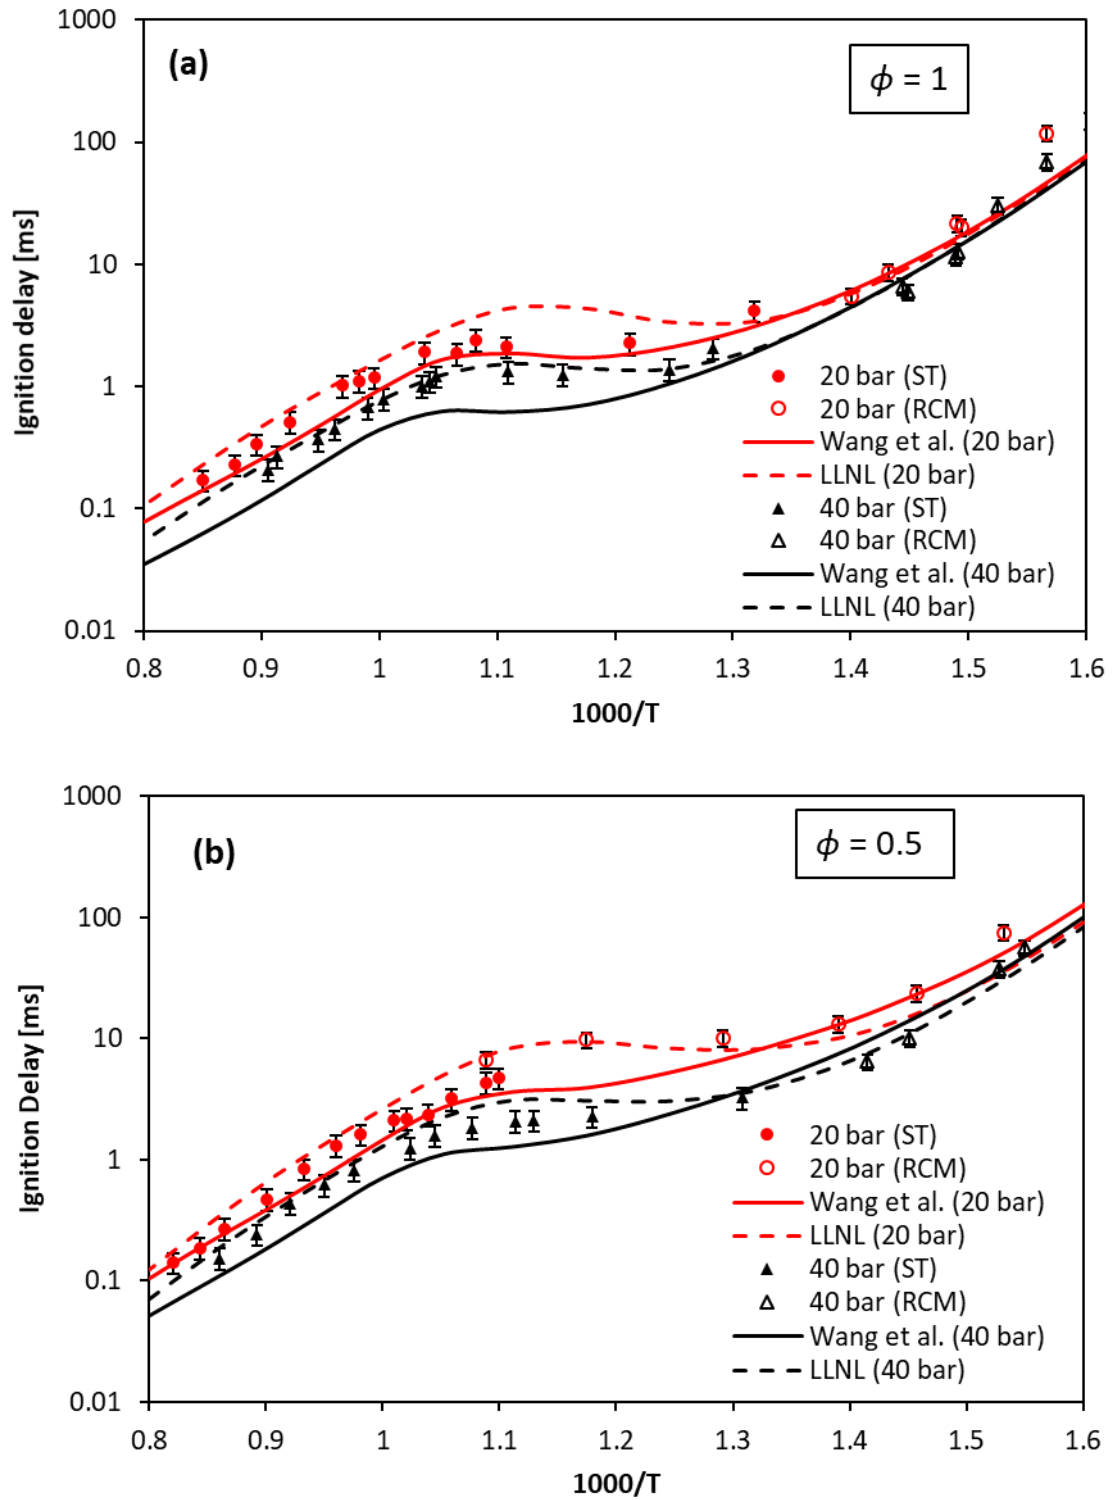 (a)
ϕ = 1
1000
100
10
1
0.1
0.01
Ignition delay [ms]
20 bar (ST)
20 bar (RCM)
Wang et al. (20 bar)
LLNL (20 bar)
40 bar (ST)
40 bar (RCM)
Wang et al. (40 bar)
LLNL (40 bar)
0.8 0.9 1 1.1 1.2 1.3 1.4 1.5 1.6
1000/T
(b)
ϕ = 0.5
1000
100
10
1
0.1
0.01
Ignition Delay [ms]
20 bar (ST)
20 bar (RCM)
Wang et al. (20 bar)
LLNL (20 bar)
40 bar (ST)
40 bar (RCM)
Wang et al. (40 bar)
LLNL (40 bar)
0.8 0.9 1 1.1 1.2 1.3 1.4 1.5 1.6
1000/T